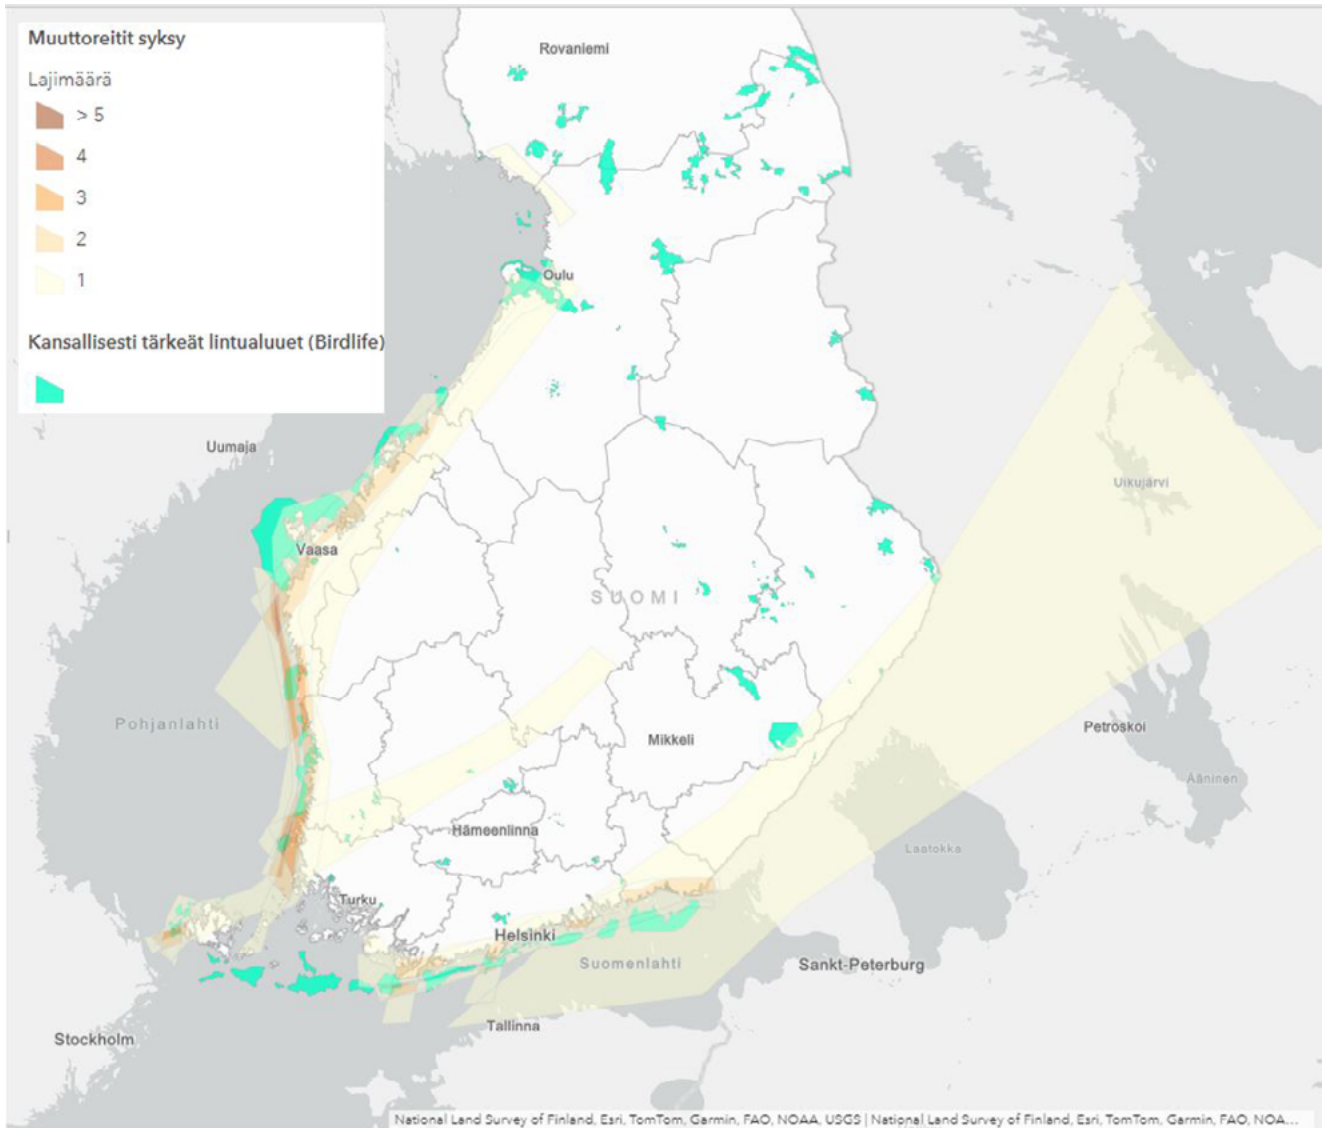 Muuttoreitit syksy
Lajimäärä
> 5
4
3
2
1
Kansallisesti tärkeät lintualuuet (Birdlife)
Rovaniemi
Oulu
Uumaja
Vaasa
Uikujärvi
SUOMI
Pohjanlahti
Mikkeli
Petroskoi
Ääninen
Hämeenlinna
Laatokka
Turku
Helsinki
Suomenlahti
Sankt-Peterburg
Tallinna
Stockholm
National Land Survey of Finland, Esri, TomTom, Garmin, FAO, NOAA, USGS | National Land Survey of Finland, Esri, TomTom, Garmin, FAO, NOA...